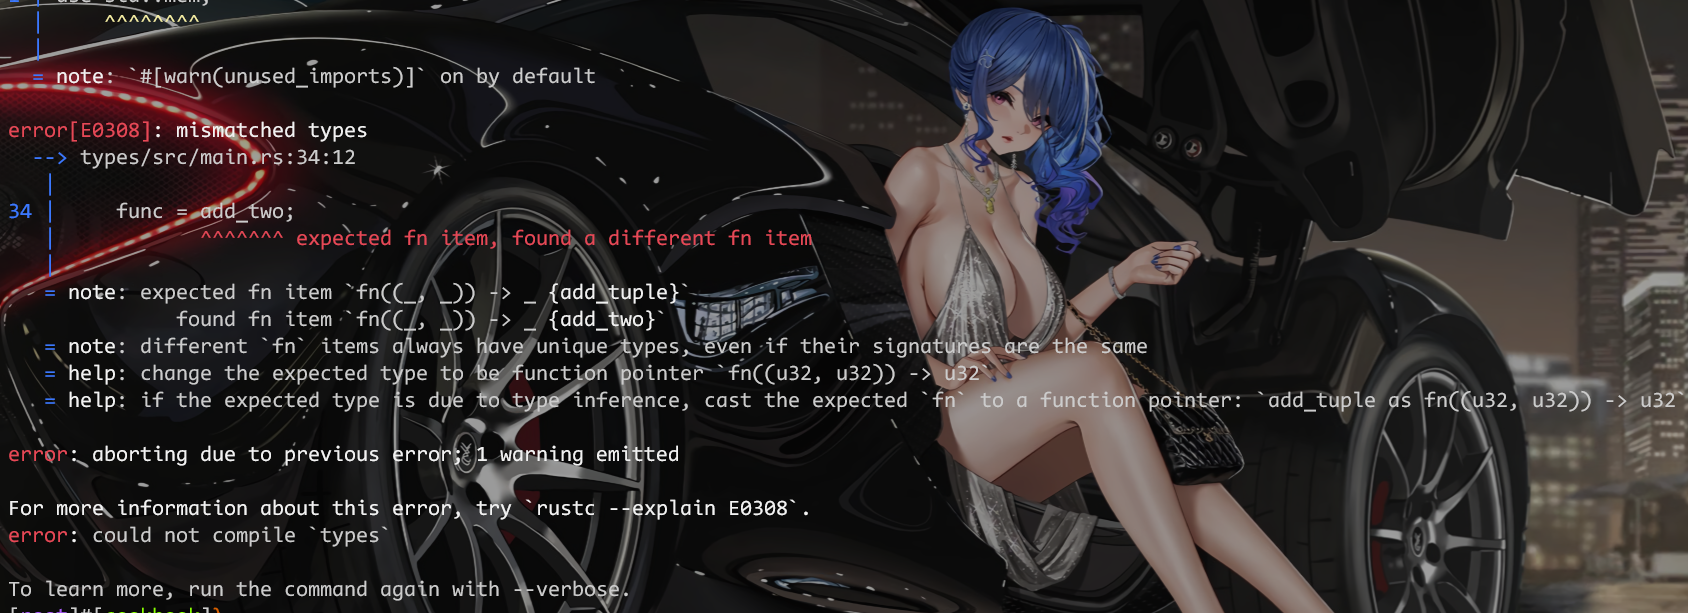 = note: `#[warn(unused_imports)]` on by default
error[E0308]: mismatched types
--> types/src/main.rs:34:12
|
34 |     func = add_two;
|            ^^^^^^^ expected fn item, found a different fn item
|
= note: expected fn item `fn((_, _)) -> _ {add_tuple}`
found fn item `fn((_, _)) -> _ {add_two}`
= note: different `fn` items always have unique types, even if their signatures are the same
= help: change the expected type to be function pointer `fn((u32, u32)) -> u32`
= help: if the expected type is due to type inference, cast the expected `fn` to a function pointer: `add_tuple as fn((u32, u32)) -> u32`
error: aborting due to previous error; 1 warning emitted
For more information about this error, try `rustc --explain E0308`.
error: could not compile `types`
To learn more, run the command again with --verbose.